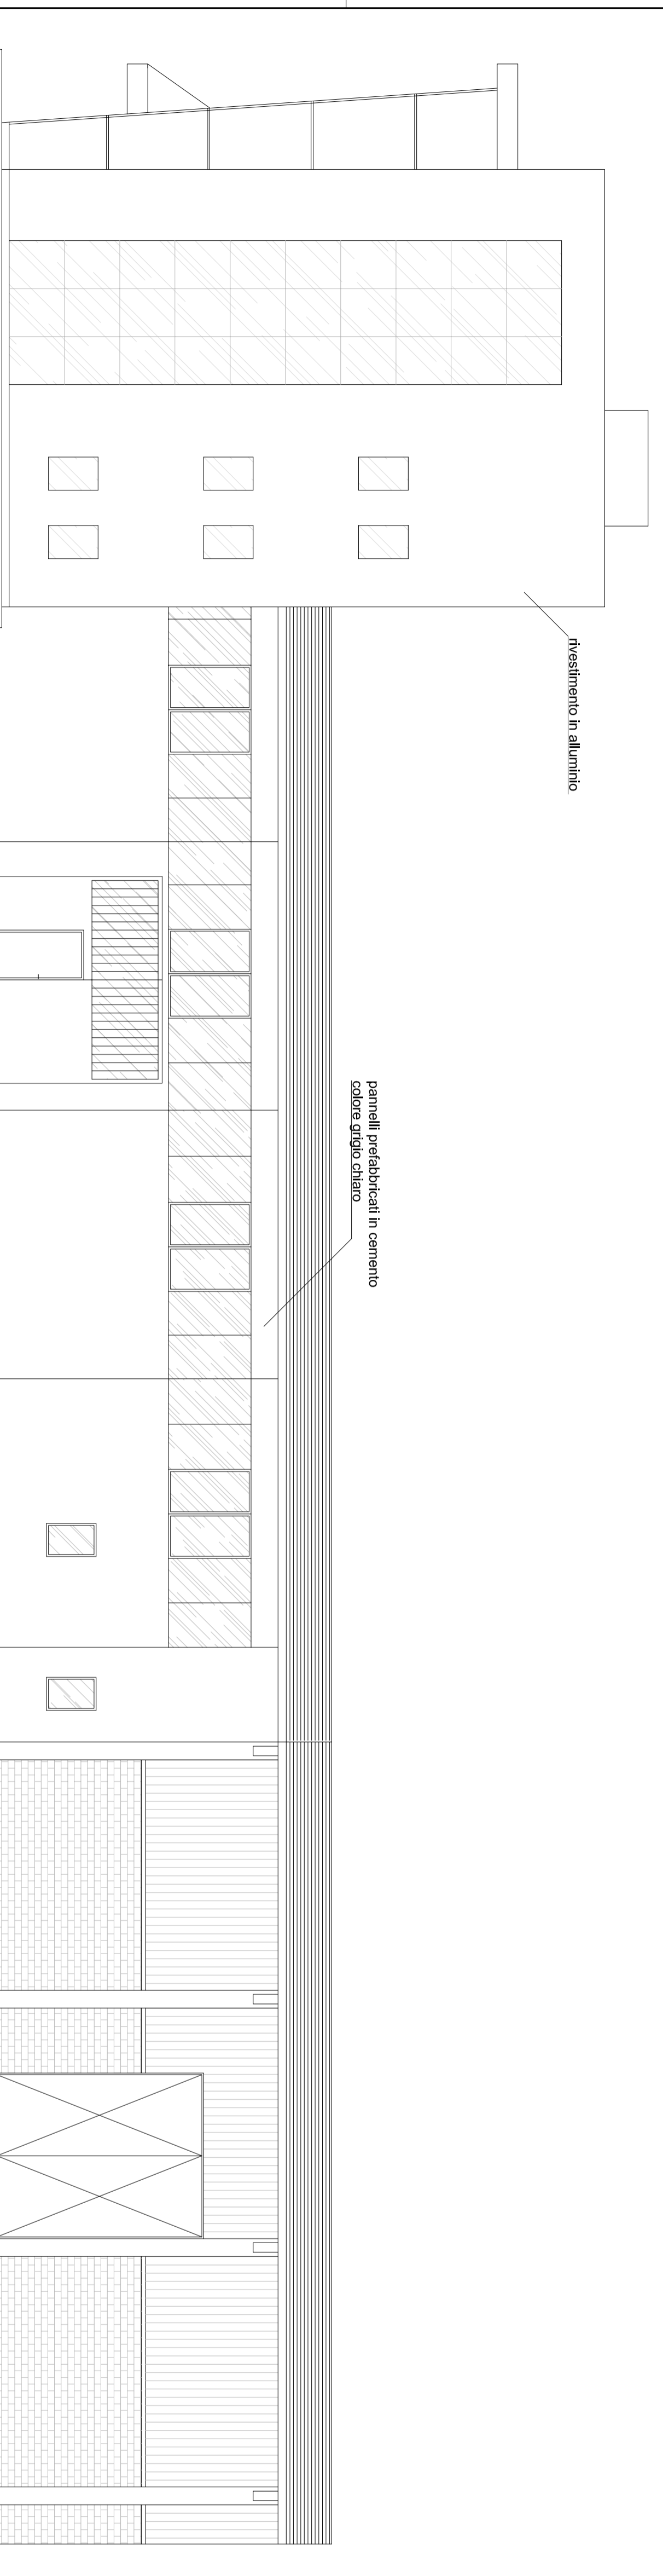 rivestimento in alluminio
pannelli prefabbricati in cemento
colore grigio chiaro